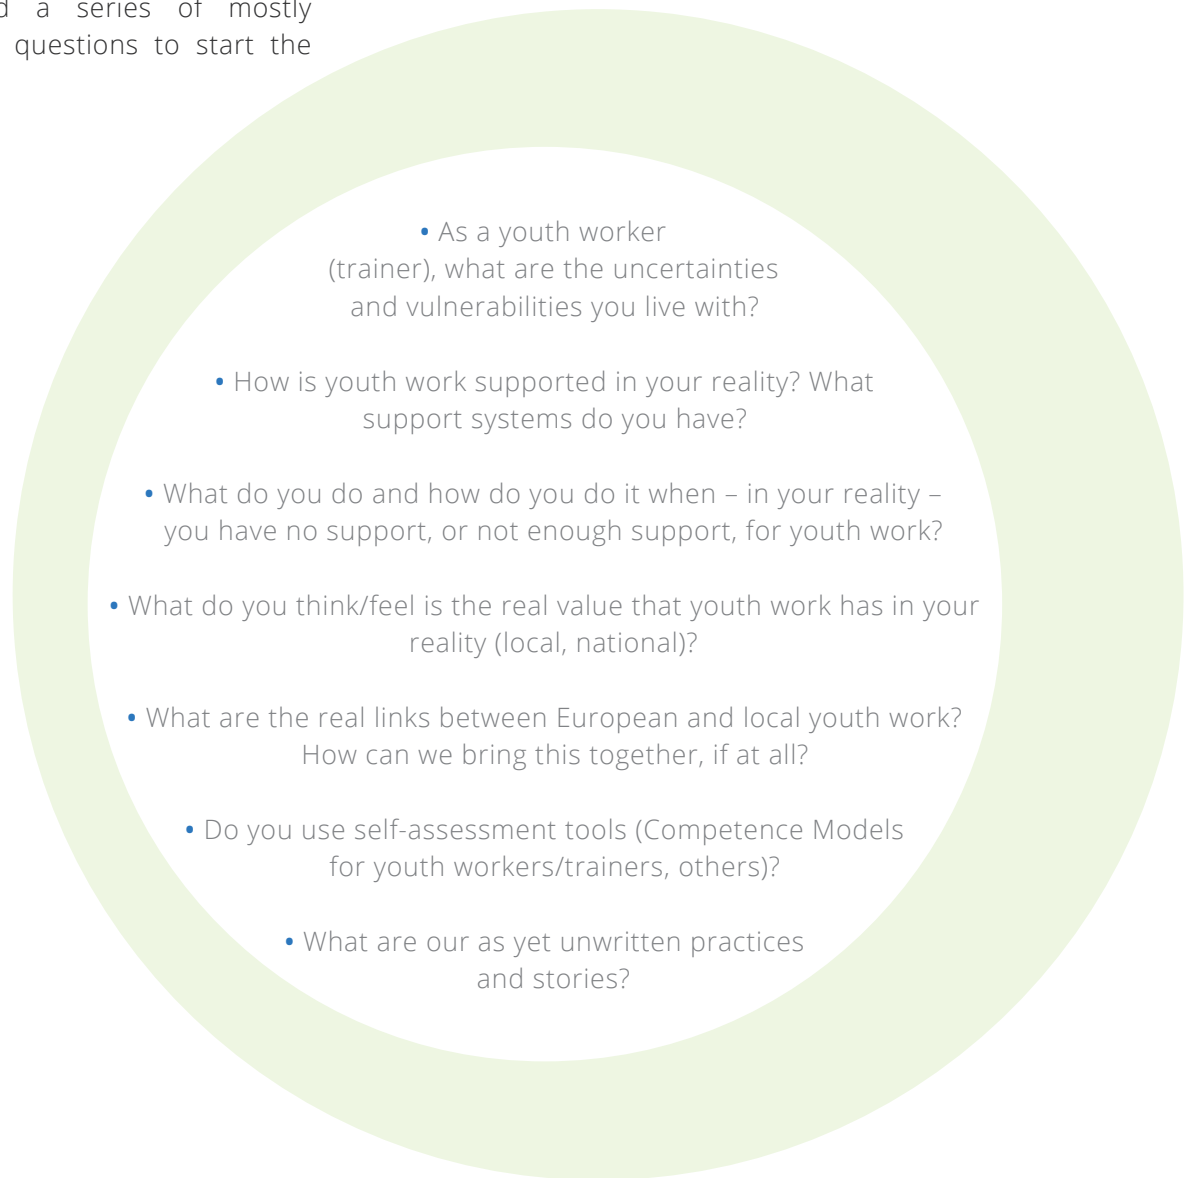 a series of mostly
questions to start the
• As a youth worker
(trainer), what are the uncertainties
and vulnerabilities you live with?
• How is youth work supported in your reality? What
support systems do you have?
• What do you do and how do you do it when – in your reality –
you have no support, or not enough support, for youth work?
• What do you think/feel is the real value that youth work has in your
reality (local, national)?
• What are the real links between European and local youth work?
How can we bring this together, if at all?
• Do you use self-assessment tools (Competence Models
for youth workers/trainers, others)?
• What are our as yet unwritten practices
and stories?